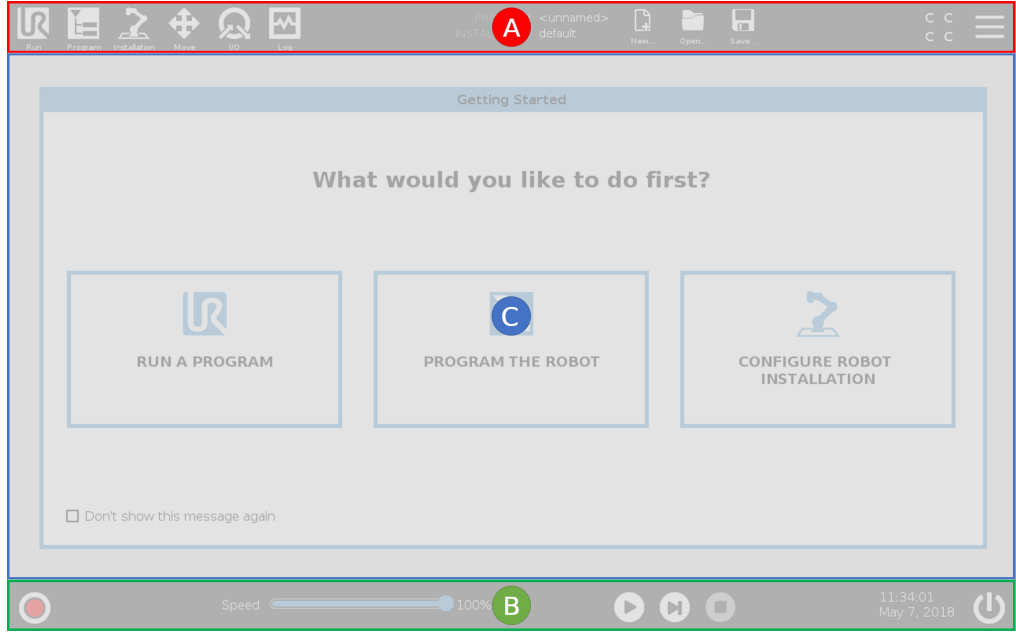 <unnamed>
C C
Run Program Installation Move I/O Log
default
New... Open... Save...
C C
A
Getting Started
What would you like to do first?
C
RUN A PROGRAM
PROGRAM THE ROBOT
CONFIGURE ROBOT
INSTALLATION
Don't show this message again
Speed 100%
B
11:34:01
May 7, 2018